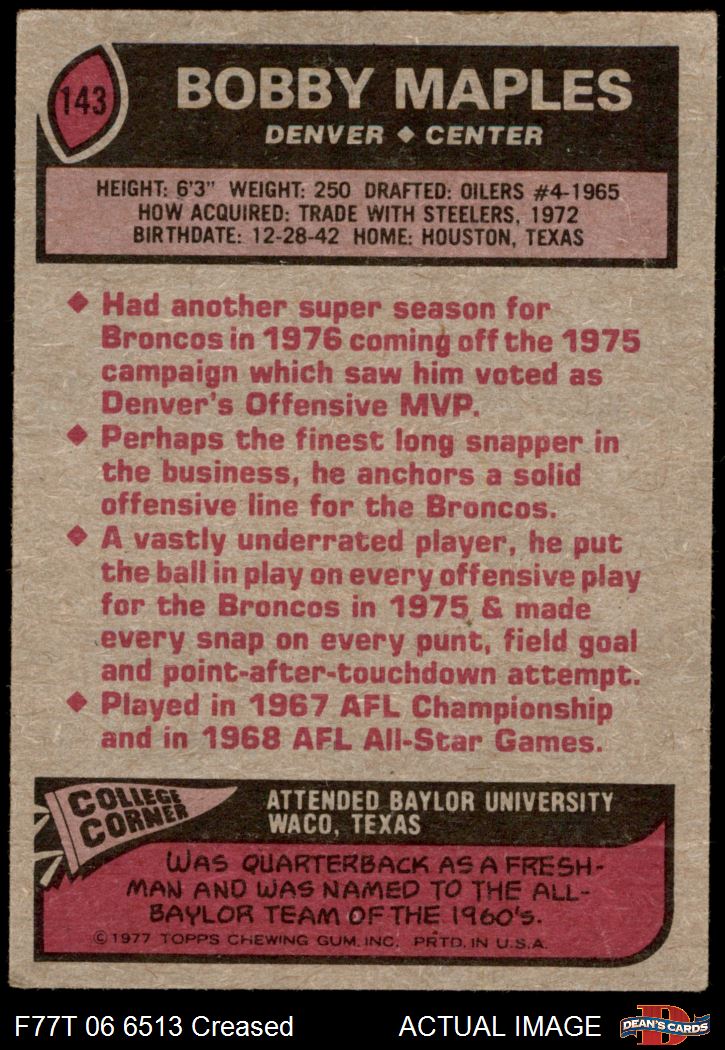 143
BOBBY MAPLES
DENVER ◆ CENTER
HEIGHT: 6'3" WEIGHT: 250 DRAFTED: OILERS #4-1965
HOW ACQUIRED: TRADE WITH STEELERS, 1972
BIRTHDATE: 12-28-42 HOME: HOUSTON, TEXAS
◆ Had another super season for
Broncos in 1976 coming off the 1975
campaign which saw him voted as
Denver's Offensive MVP.
◆ Perhaps the finest long snapper in
the business, he anchors a solid
offensive line for the Broncos.
◆ A vastly underrated player, he put
the ball in play on every offensive play
for the Broncos in 1975 & made
every snap on every punt, field goal
and point-after-touchdown attempt.
◆ Played in 1967 AFL Championship
and in 1968 AFL All-Star Games.
COLLEGE
CORNER
ATTENDED BAYLOR UNIVERSITY
WACO, TEXAS
WAS QUARTERBACK AS A FRESH-
MAN AND WAS NAMED TO THE ALL-
BAYLOR TEAM OF THE 1960'S.
© 1977 TOPPS CHEWING GUM, INC. PRTD. IN U.S.A.
F77T 06 6513 Creased
ACTUAL IMAGE
D
DEAN'S CARDS